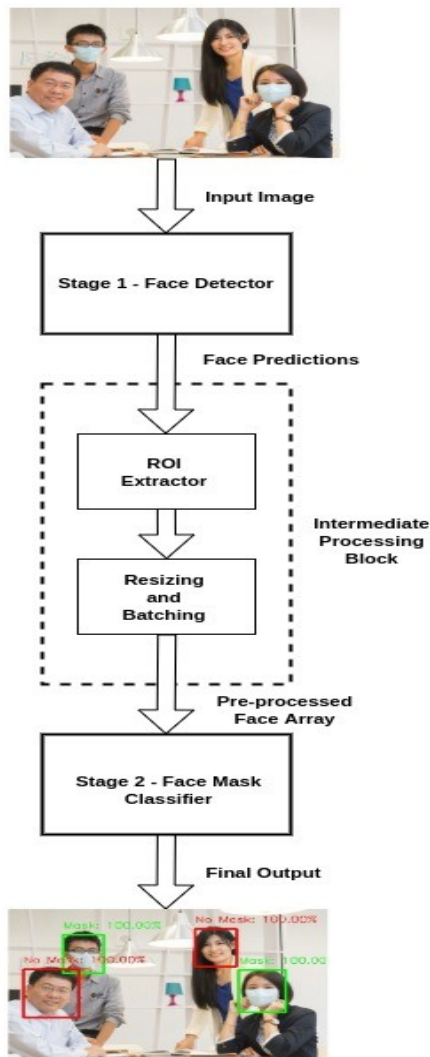 Input Image
Stage 1 - Face Detector
Face Predictions
ROI
Extractor
Intermediate
Processing
Block
Resizing
and
Batching
Pre-processed
Face Array
Stage 2 - Face Mask
Classifier
Final Output
Mask: 100.00%
No Mask: 100.00%
No Mask: 100.00%
Mask: 100.00